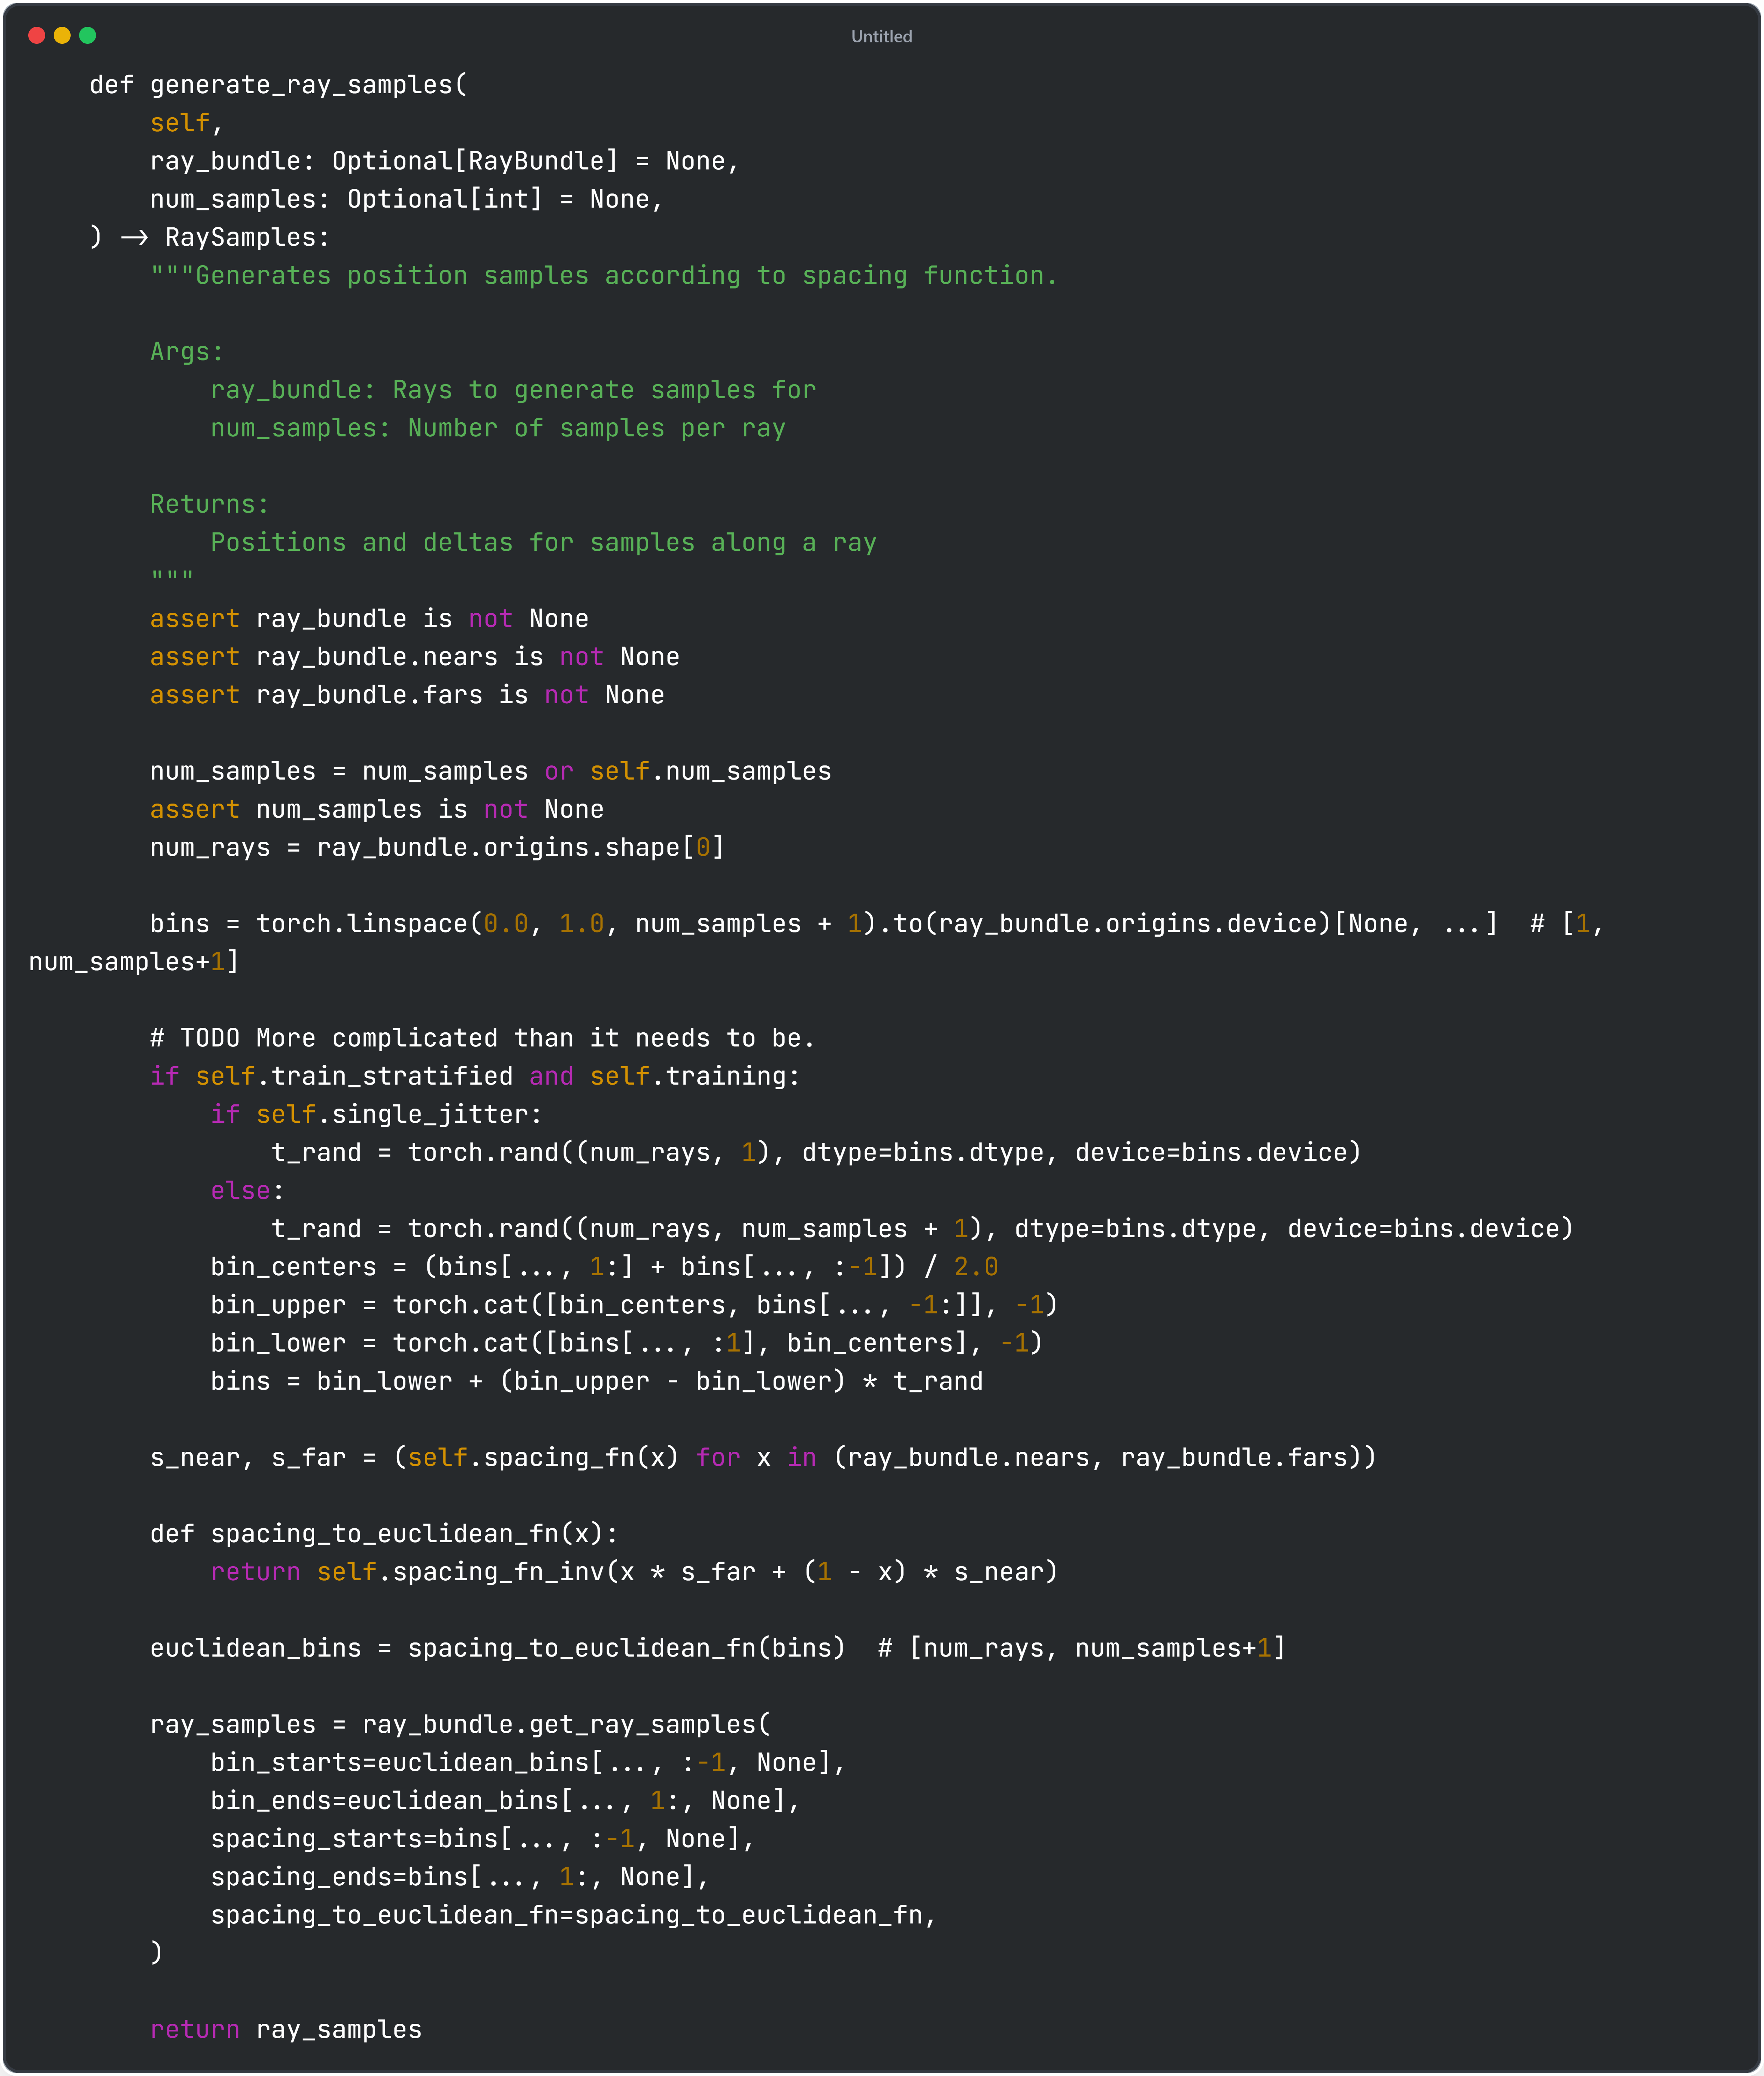 Untitled
    def generate_ray_samples(
        self,
        ray_bundle: Optional[RayBundle] = None,
        num_samples: Optional[int] = None,
    ) -> RaySamples:
        """Generates position samples according to spacing function.

        Args:
            ray_bundle: Rays to generate samples for
            num_samples: Number of samples per ray

        Returns:
            Positions and deltas for samples along a ray
        """
        assert ray_bundle is not None
        assert ray_bundle.nears is not None
        assert ray_bundle.fars is not None

        num_samples = num_samples or self.num_samples
        assert num_samples is not None
        num_rays = ray_bundle.origins.shape[0]

        bins = torch.linspace(0.0, 1.0, num_samples + 1).to(ray_bundle.origins.device)[None, ...]  # [1,
num_samples+1]

        # TODO More complicated than it needs to be.
        if self.train_stratified and self.training:
            if self.single_jitter:
                t_rand = torch.rand((num_rays, 1), dtype=bins.dtype, device=bins.device)
            else:
                t_rand = torch.rand((num_rays, num_samples + 1), dtype=bins.dtype, device=bins.device)
            bin_centers = (bins[..., 1:] + bins[..., :-1]) / 2.0
            bin_upper = torch.cat([bin_centers, bins[..., -1:]], -1)
            bin_lower = torch.cat([bins[..., :1], bin_centers], -1)
            bins = bin_lower + (bin_upper - bin_lower) * t_rand

        s_near, s_far = (self.spacing_fn(x) for x in (ray_bundle.nears, ray_bundle.fars))

        def spacing_to_euclidean_fn(x):
            return self.spacing_fn_inv(x * s_far + (1 - x) * s_near)

        euclidean_bins = spacing_to_euclidean_fn(bins)  # [num_rays, num_samples+1]

        ray_samples = ray_bundle.get_ray_samples(
            bin_starts=euclidean_bins[..., :-1, None],
            bin_ends=euclidean_bins[..., 1:, None],
            spacing_starts=bins[..., :-1, None],
            spacing_ends=bins[..., 1:, None],
            spacing_to_euclidean_fn=spacing_to_euclidean_fn,
        )

        return ray_samples